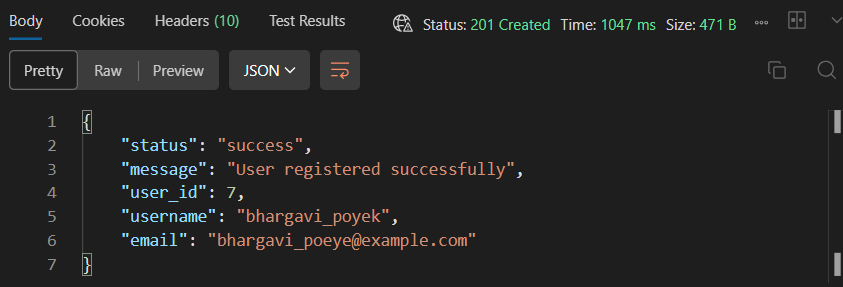 Body Cookies Headers (10) Test Results Status: 201 Created Time: 1047 ms Size: 471 B
Pretty Raw Preview JSON
1 {
2 "status": "success",
3 "message": "User registered successfully",
4 "user_id": 7,
5 "username": "bhargavi_poyek",
6 "email": "bhargavi_poeye@example.com"
7 }